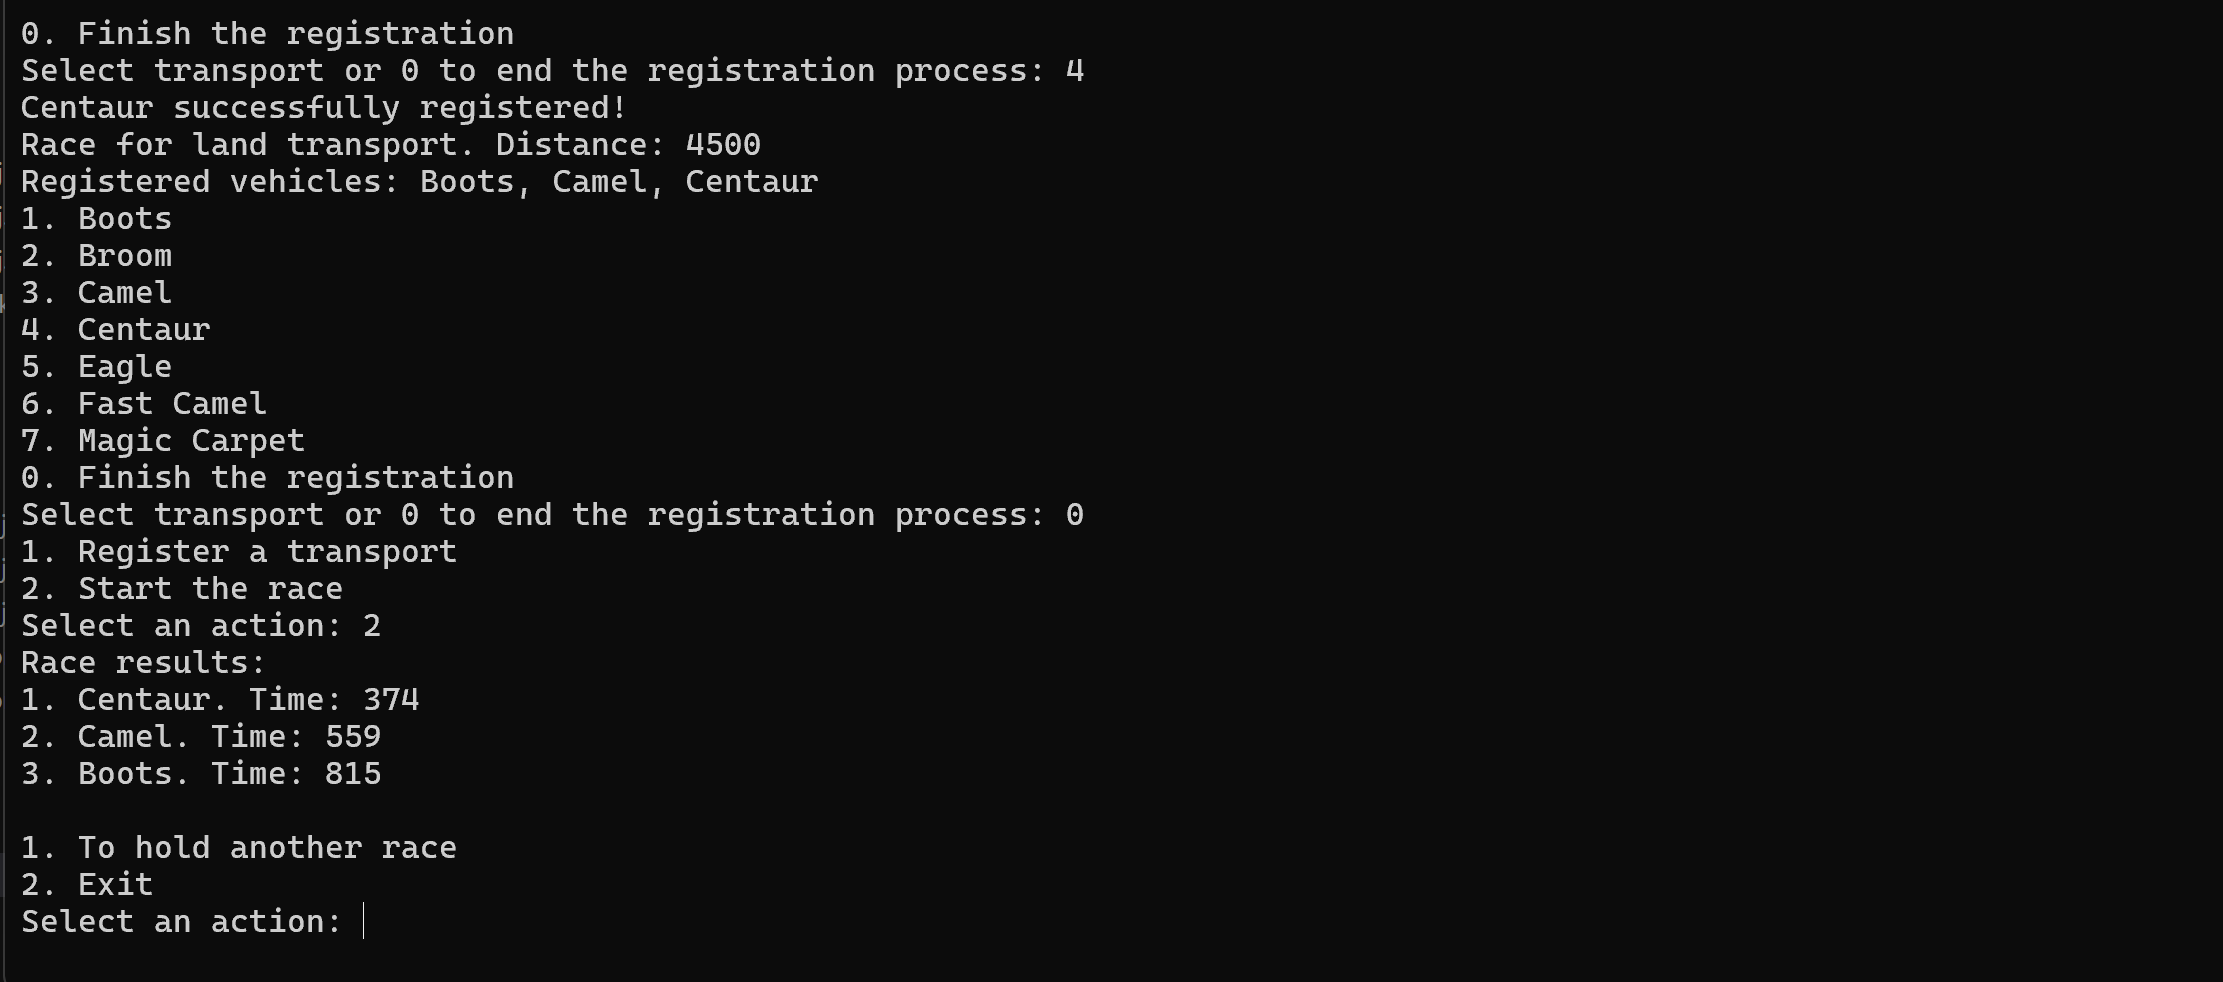 0. Finish the registration
Select transport or 0 to end the registration process: 4
Centaur successfully registered!
Race for land transport. Distance: 4500
Registered vehicles: Boots, Camel, Centaur
1. Boots
2. Broom
3. Camel
4. Centaur
5. Eagle
6. Fast Camel
7. Magic Carpet
0. Finish the registration
Select transport or 0 to end the registration process: 0
1. Register a transport
2. Start the race
Select an action: 2
Race results:
1. Centaur. Time: 374
2. Camel. Time: 559
3. Boots. Time: 815
1. To hold another race
2. Exit
Select an action: